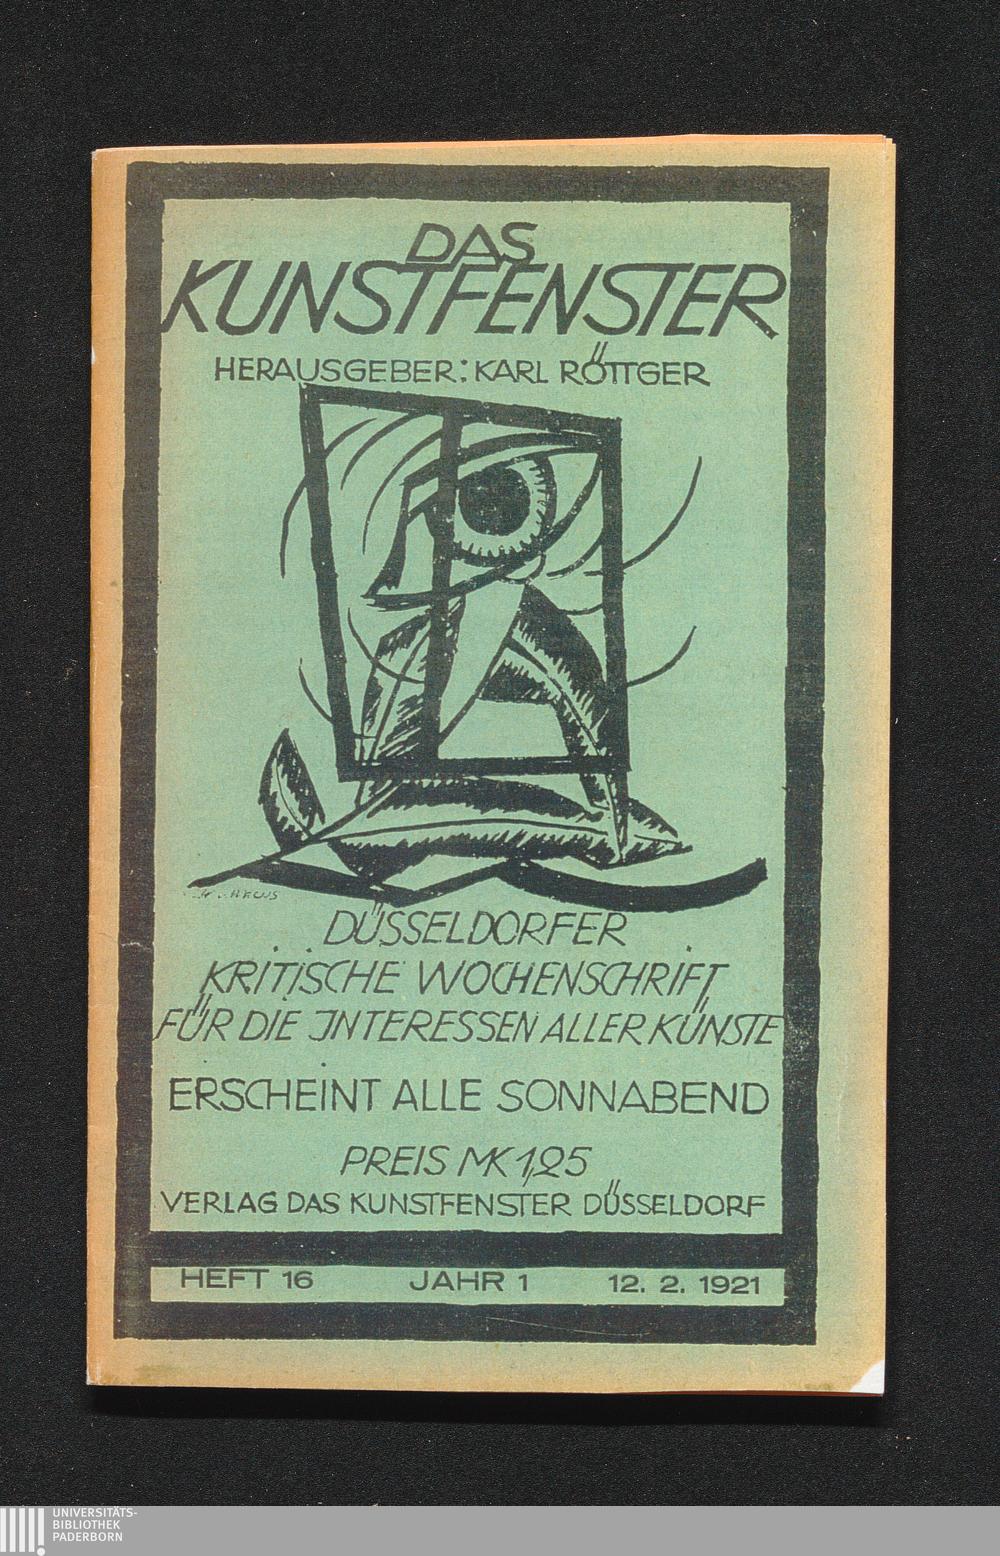 DAS
KUNSTFENSTER
HERAUSGEBER: KARL RÖTTGER
DÜSSELDORFER
KRITISCHE WOCHENSCHRIFT
FÜR DIE INTERESSEN ALLER KÜNSTE
ERSCHEINT ALLE SONNABEND
PREIS MK 1,25
VERLAG DAS KUNSTFENSTER DÜSSELDORF
HEFT 16 JAHR 1 12. 2. 1921
UNIVERSITÄTS-
BIBLIOTHEK
PADERBORN